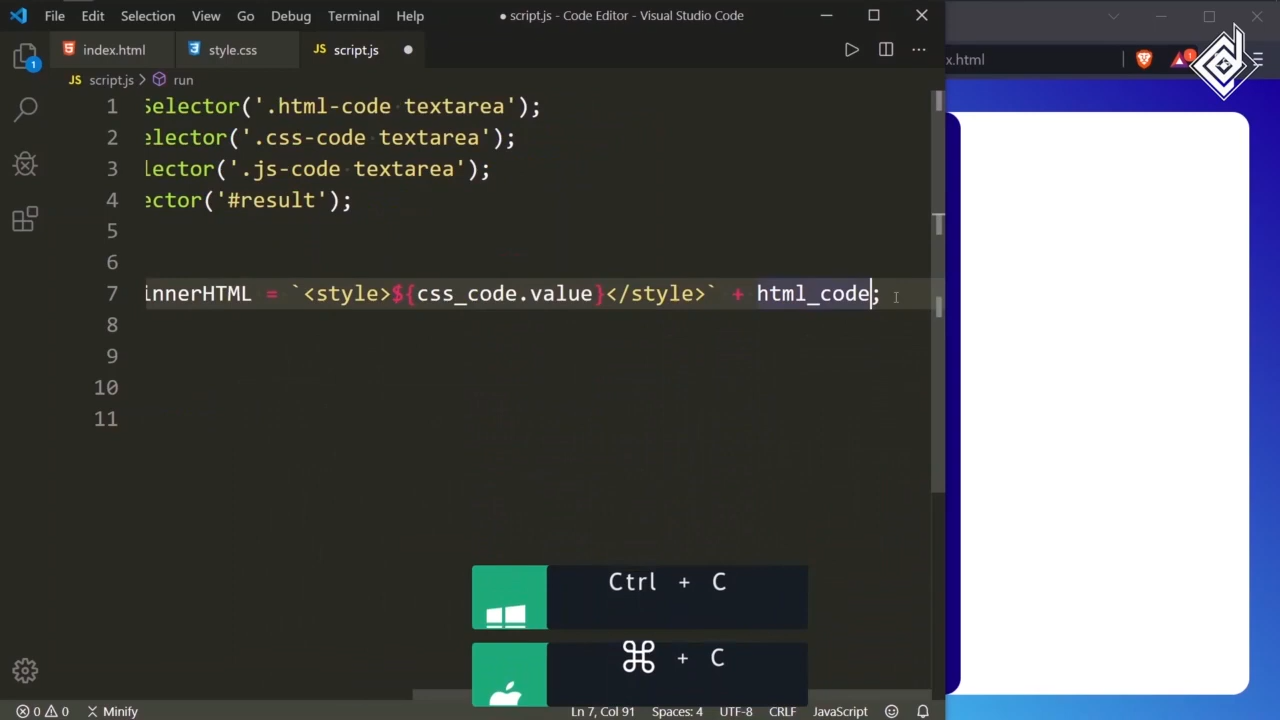 File Edit Selection View Go Debug Terminal Help ● script.js - Code Editor - Visual Studio Code
index.html style.css JS script.js
x.html
1
1
JS script.js > run
1 Selector('.html-code textarea');
2 elector('.css-code textarea');
3 lector('.js-code textarea');
4 ector('#result');
5
6
7 innerHTML = `<style>${css_code.value}</style>` + html_code;
8
9
10
11
Ctrl + C
⌘ + C
0 0 Minify Ln 7, Col 91 Spaces: 4 UTF-8 CRLF JavaScript